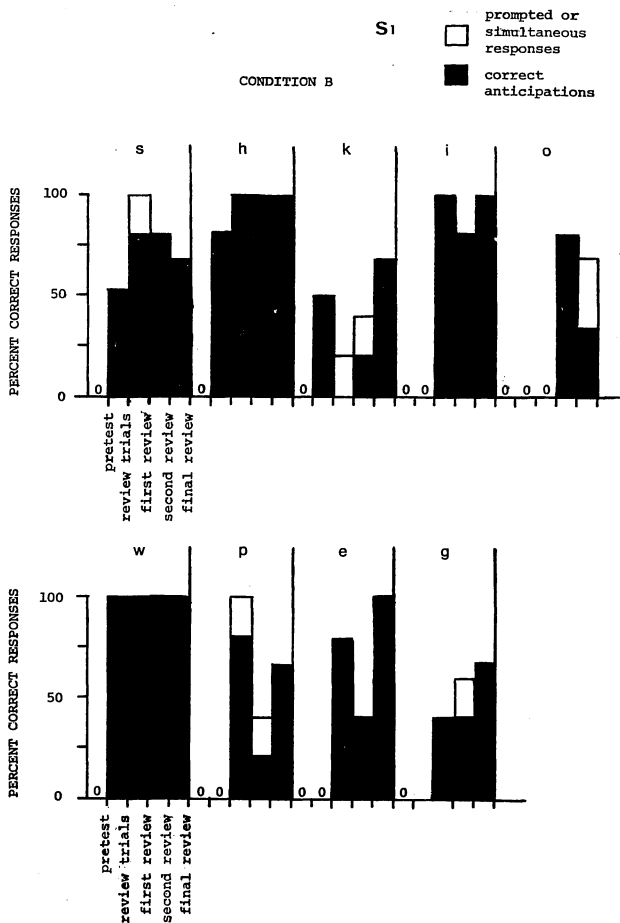 S1
prompted or
simultaneous
responses
correct
anticipations
CONDITION B
s h k i o
PERCENT CORRECT RESPONSES
100
50
0
0 0 0 0 0 0 0 0
pretest
review trials
first review
second review
final review
w p e g
PERCENT CORRECT RESPONSES
100
50
0
0 0 0 0 0 0
pretest
review trials
first review
second review
final review